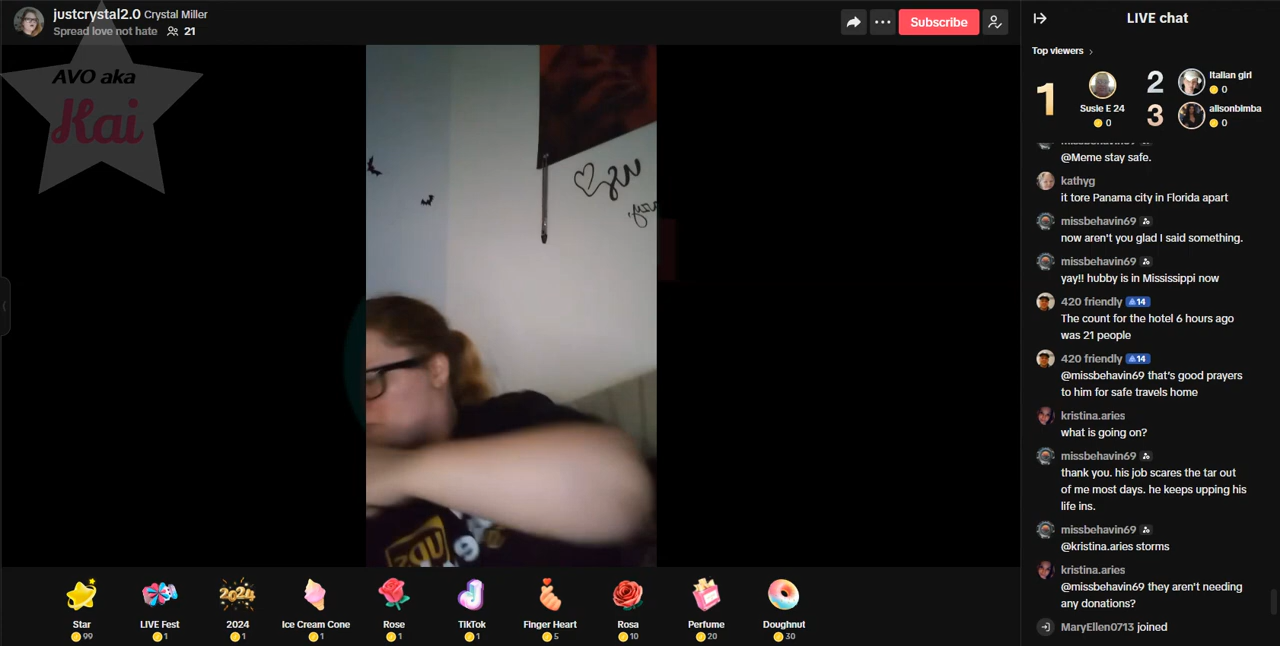 justcrystal2.0 Crystal Miller
Spread love not hate 21
Subscribe
AVO aka
Kai
LIVE chat
Top viewers
1
Susie E 24
0
2
Italian girl
0
3
alisonbimba
0
missbehavin69
@Meme stay safe.
kathyg
it tore Panama city in Florida apart
missbehavin69
now aren't you glad I said something.
missbehavin69
yay!! hubby is in Mississippi now
420 friendly 14
The count for the hotel 6 hours ago
was 21 people
420 friendly 14
@missbehavin69 that's good prayers
to him for safe travels home
kristina.aries
what is going on?
missbehavin69
thank you. his job scares the tar out
of me most days. he keeps upping his
life ins.
missbehavin69
@kristina.aries storms
kristina.aries
@missbehavin69 they aren't needing
any donations?
MaryEllen0713 joined
Star
99
LIVE Fest
1
2024
2024
1
Ice Cream Cone
1
Rose
1
TikTok
1
Finger Heart
5
Rosa
10
Perfume
20
Doughnut
30